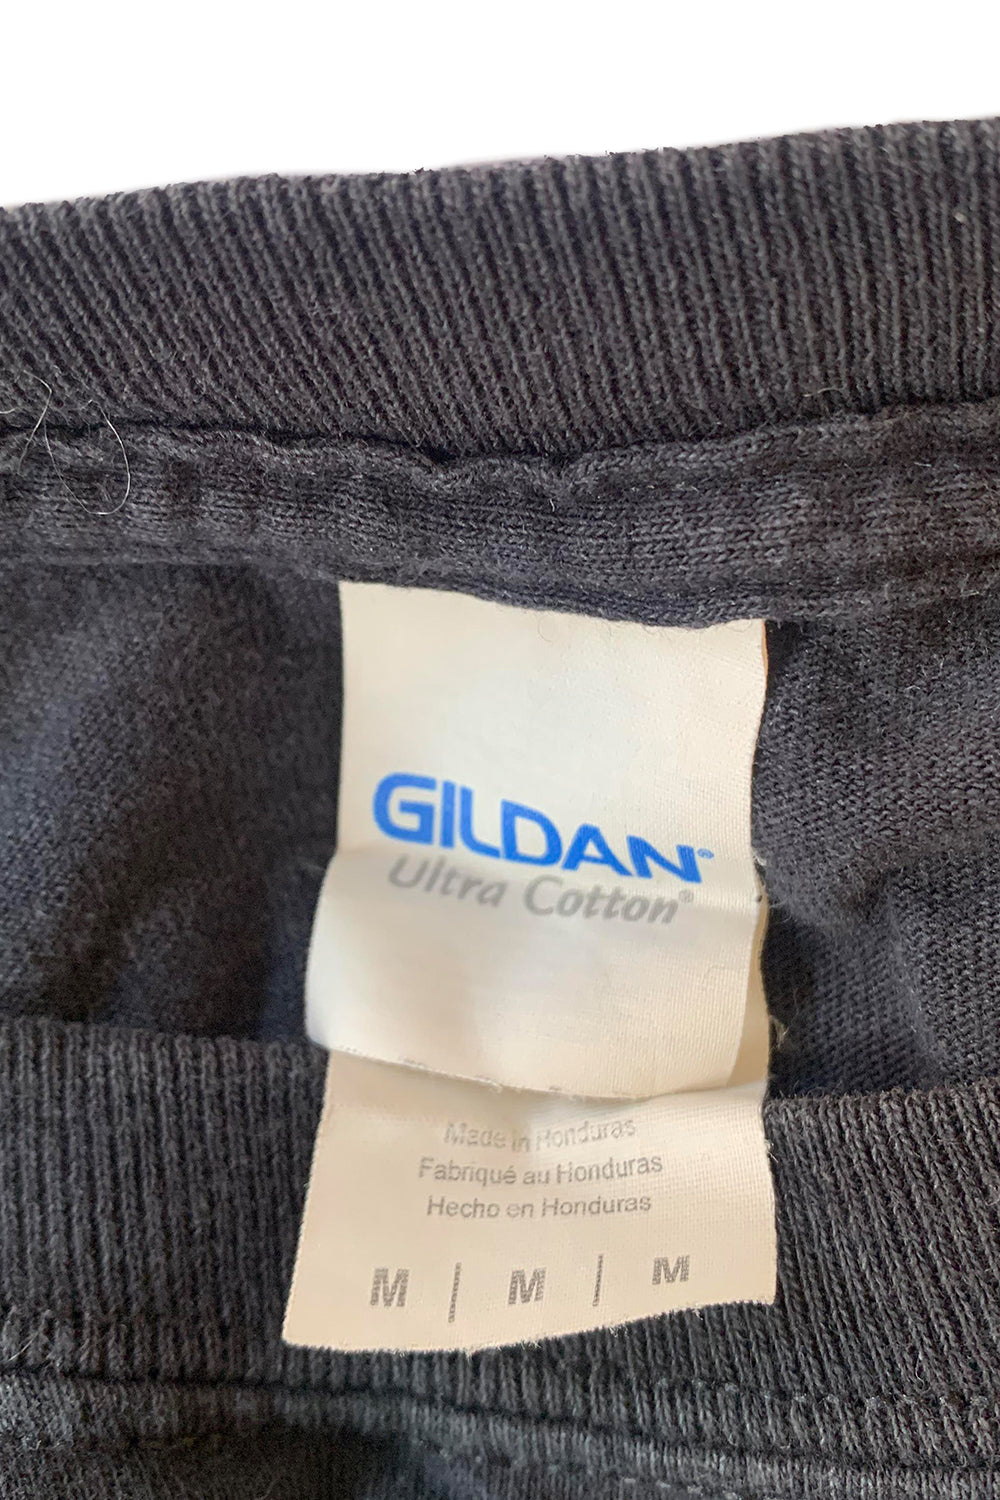 GILDAN®
Ultra Cotton®
Made in Honduras
Fabriqué au Honduras
Hecho en Honduras
M | M | M